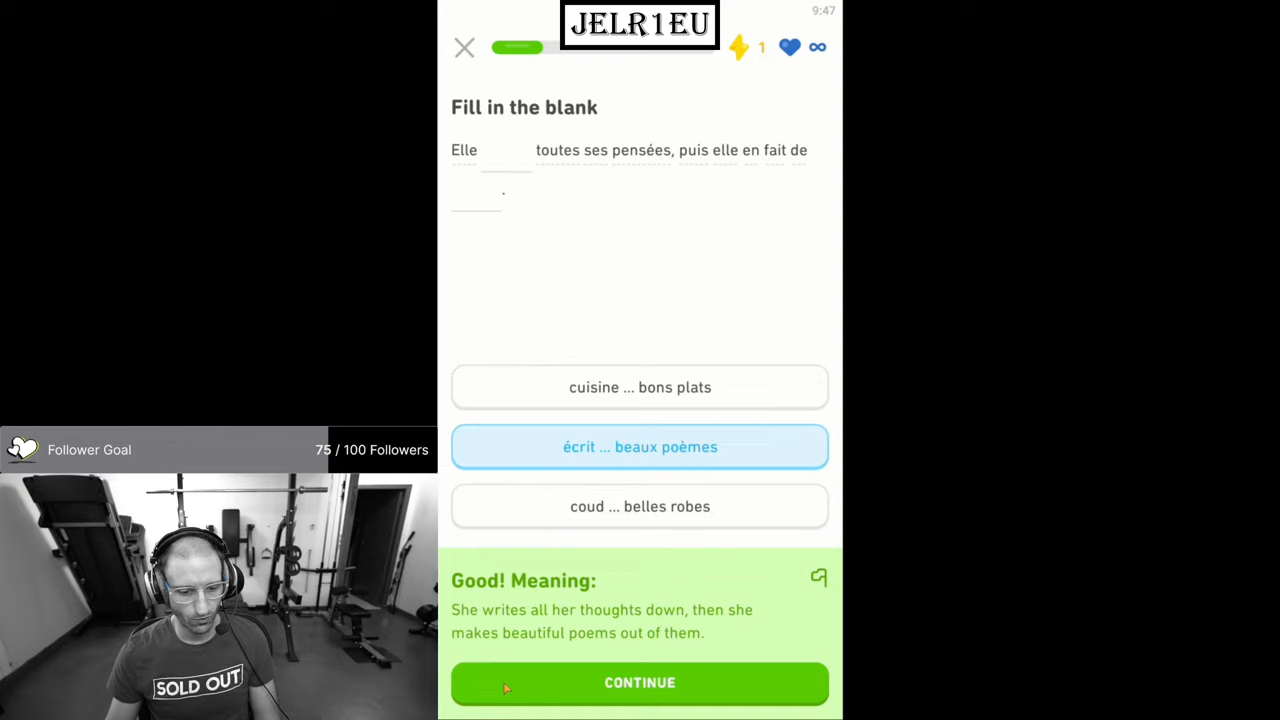 JELR1EU
9:47
1
Fill in the blank
Elle toutes ses pensées, puis elle en fait de
.
cuisine ... bons plats
écrit ... beaux poèmes
coud ... belles robes
Good! Meaning:
She writes all her thoughts down, then she
makes beautiful poems out of them.
CONTINUE
Follower Goal
75 / 100 Followers
SOLD OUT